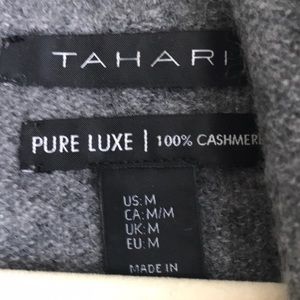 TAHARI
PURE LUXE | 100% CASHMERE
US: M
CA: M/M
UK: M
EU: M
MADE IN